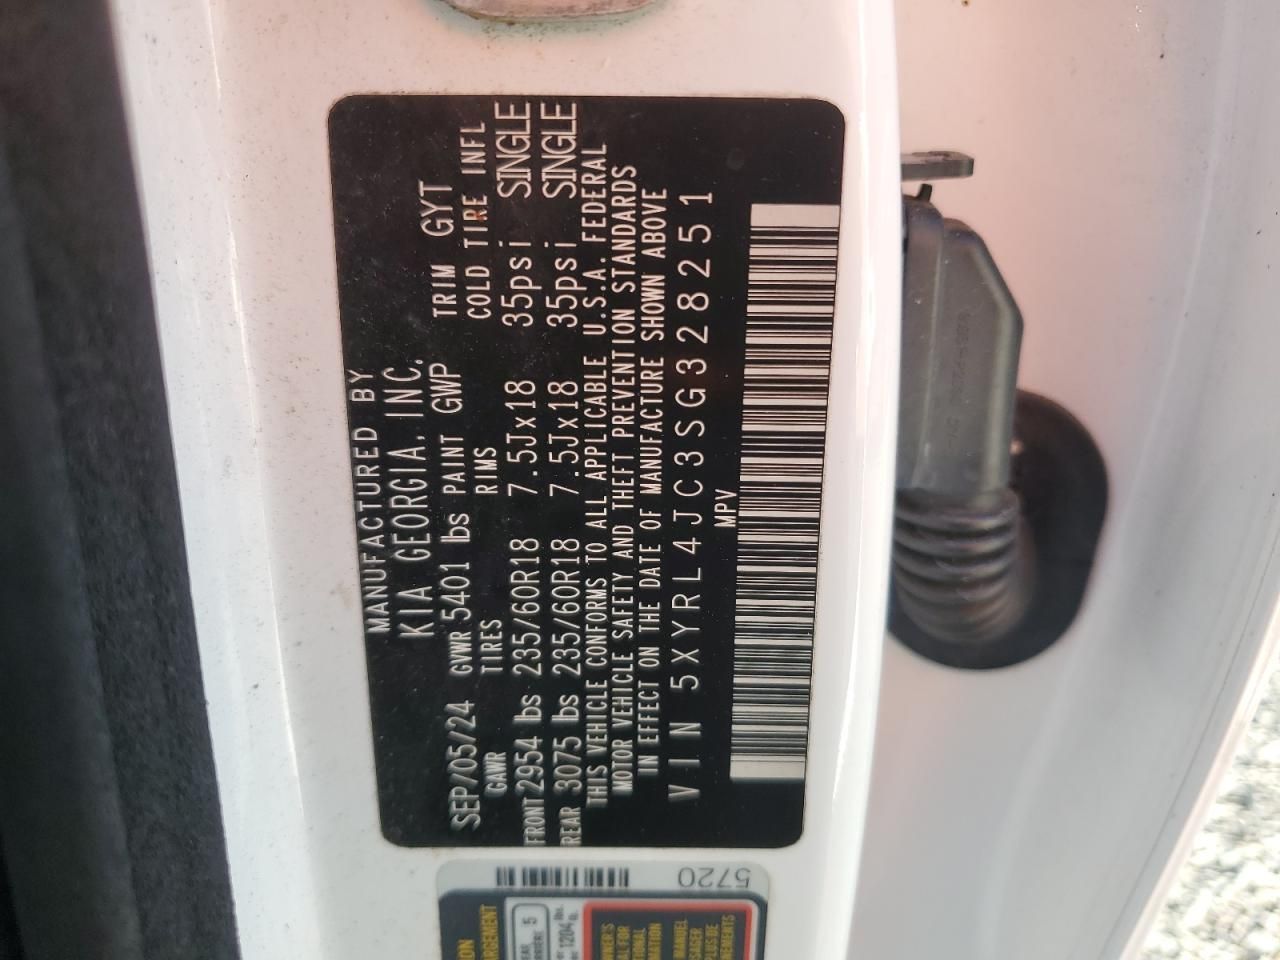 MANUFACTURED BY
KIA GEORGIA, INC.
SEP/05/24 GVWR 5401 lbs PAINT GWP TRIM GYT
GAWR TIRES RIMS COLD TIRE INFL
FRONT 2954 lbs 235/60R18 7.5Jx18 35psi SINGLE
REAR 3075 lbs 235/60R18 7.5Jx18 35psi SINGLE
THIS VEHICLE CONFORMS TO ALL APPLICABLE U.S.A. FEDERAL
MOTOR VEHICLE SAFETY AND THEFT PREVENTION STANDARDS
IN EFFECT ON THE DATE OF MANUFACTURE SHOWN ABOVE
VIN 5XYRL4JC3SG328251
MPV
5720
5
1204
MANUEL